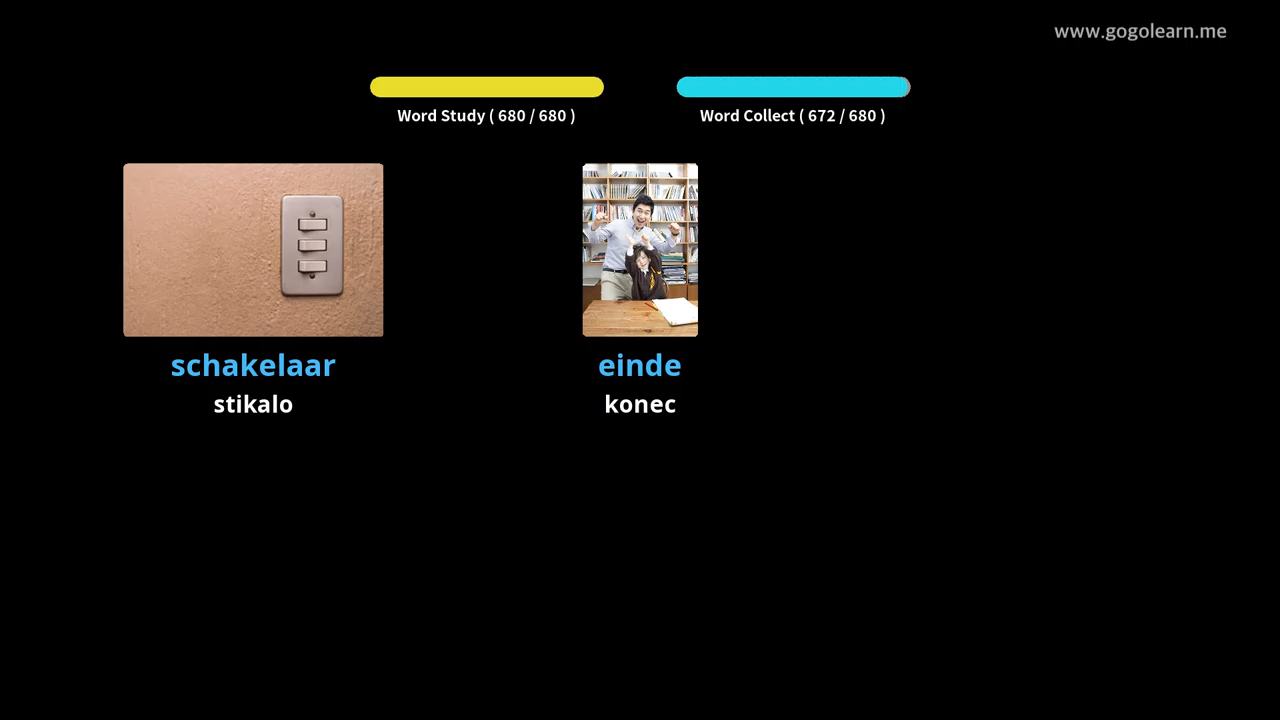 www.gogolearn.me
Word Study ( 680 / 680 )
Word Collect ( 672 / 680 )
schakelaar
stikalo
einde
konec